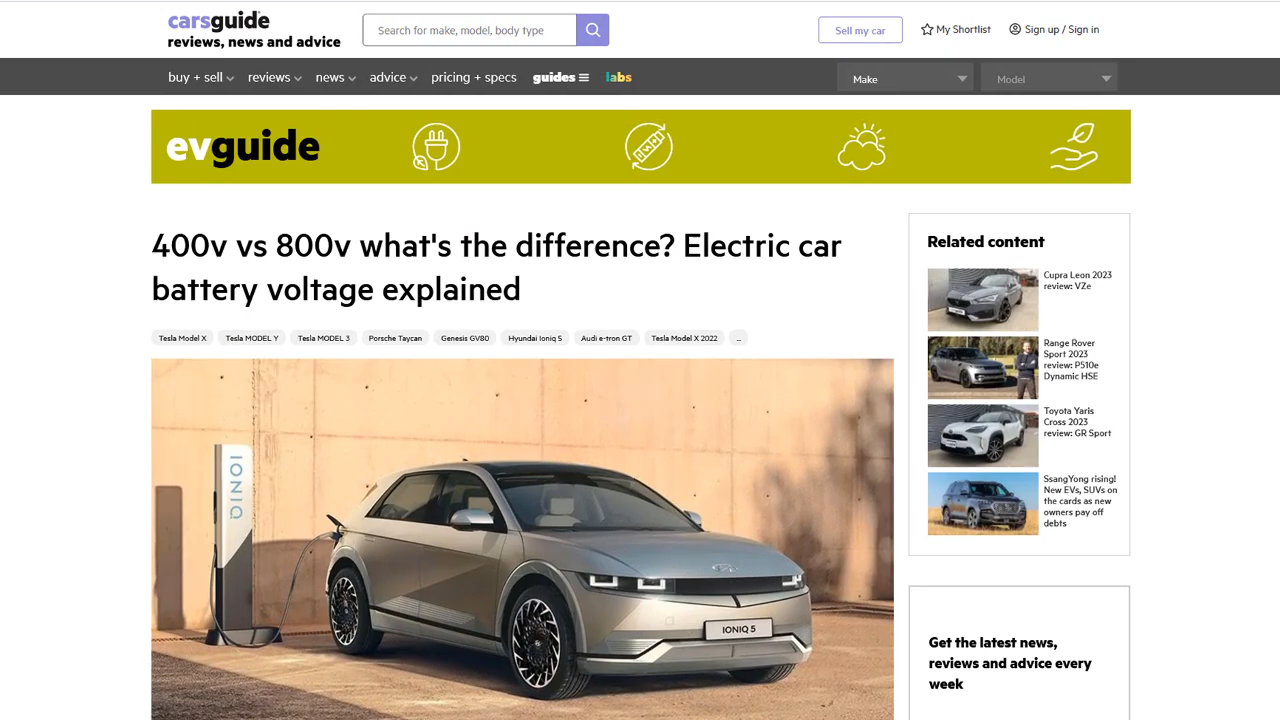 carsguide
reviews, news and advice
Search for make, model, body type
Sell my car
My Shortlist
Sign up / Sign in
buy + sell
reviews
news
advice
pricing + specs
guides
labs
Make
Model
evguide
400v vs 800v what's the difference? Electric car
battery voltage explained
Tesla Model X
Tesla MODEL Y
Tesla MODEL 3
Porsche Taycan
Genesis GV80
Hyundai Ioniq 5
Audi e-tron GT
Tesla Model X 2022
...
IONIQ
IONIQ 5
Related content
Cupra Leon 2023
review: VZe
Range Rover
Sport 2023
review: P510e
Dynamic HSE
Toyota Yaris
Cross 2023
review: GR Sport
SsangYong rising!
New EVs, SUVs on
the cards as new
owners pay off
debts
Get the latest news,
reviews and advice every
week